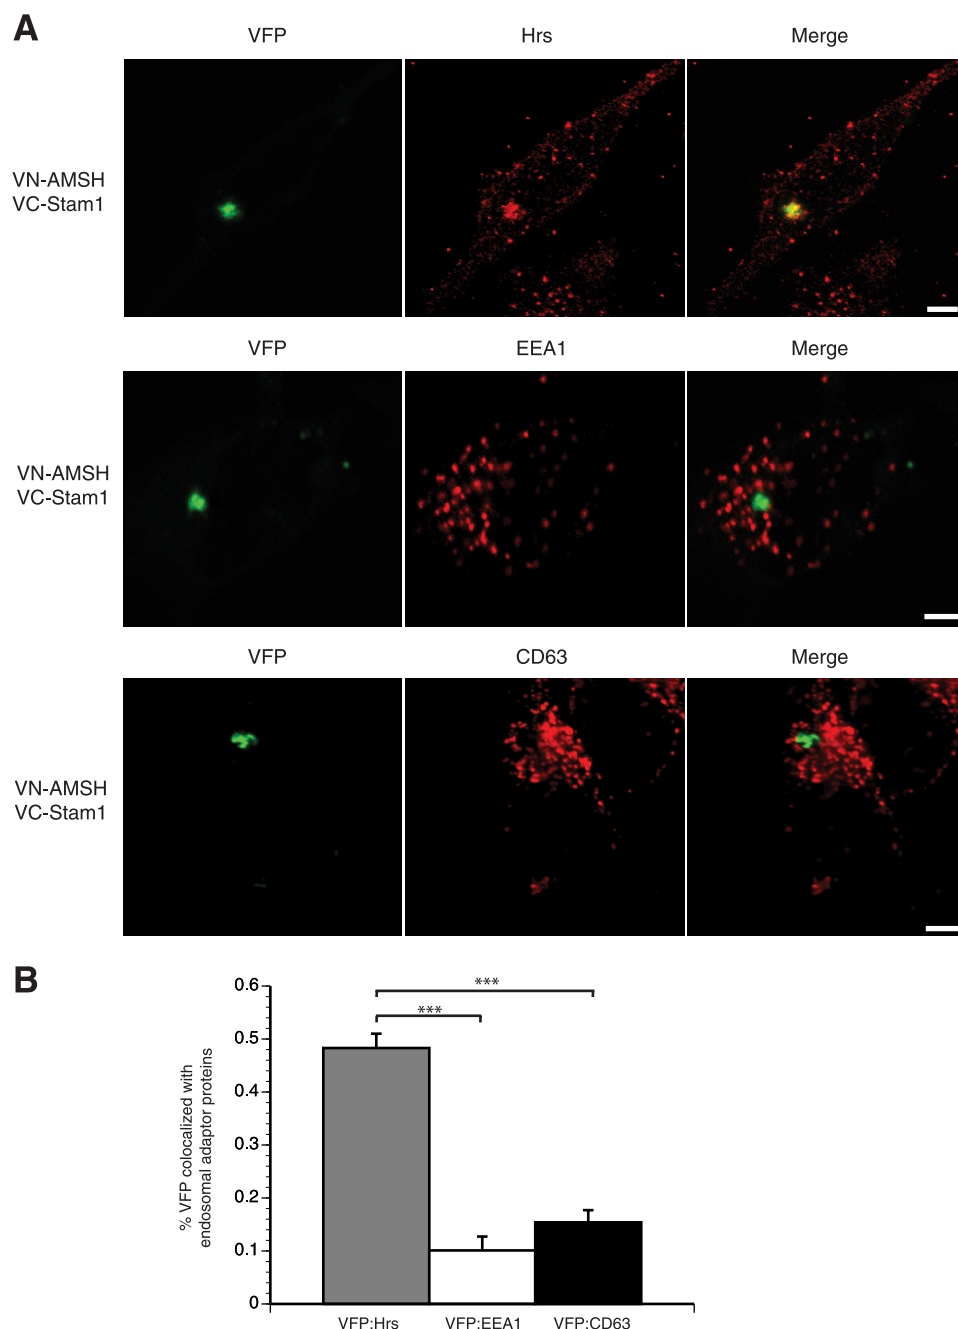 A
VFP Hrs Merge
VN-AMSH
VC-Stam1
VFP EEA1 Merge
VN-AMSH
VC-Stam1
VFP CD63 Merge
VN-AMSH
VC-Stam1
B
% VFP colocalized with
endosomal adaptor proteins
0.6
0.5
0.4
0.3
0.2
0.1
0
***
***
VFP:Hrs VFP:EEA1 VFP:CD63